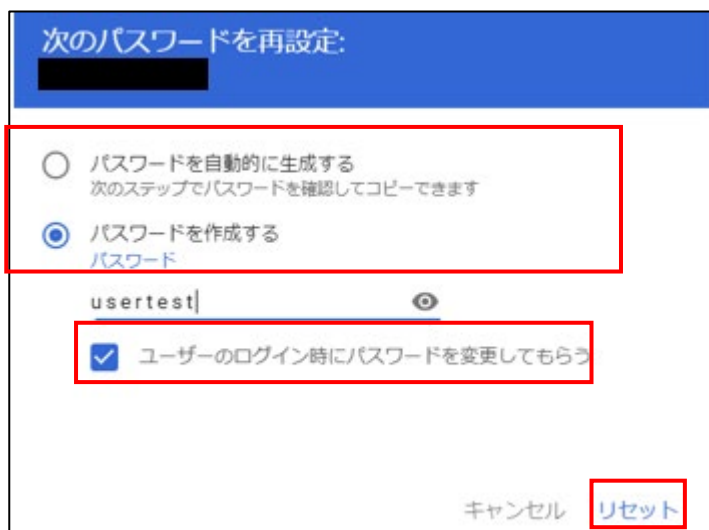 次のパスワードを再設定:
パスワードを自動的に生成する
次のステップでパスワードを確認してコピーできます
パスワードを作成する
パスワード
usertest
ユーザーのログイン時にパスワードを変更してもらう
キャンセル リセット